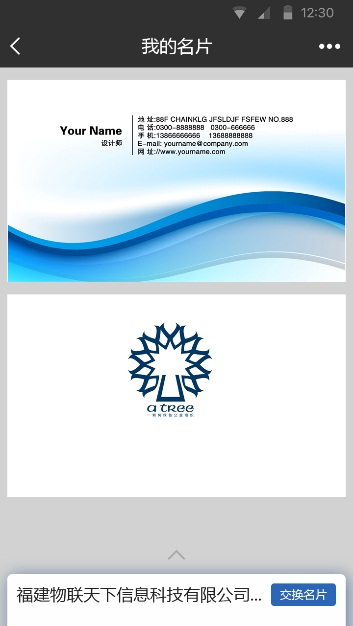 12:30
我的名片
Your Name
设计师
地 址:88F CHAINKLG JFSLDJF FSFEW NO.888
电 话:0300-8888888 0300-666666
手 机:13866666666 13688888888
E-mail: yourname@company.com
网 址://www.yourname.com
a tree
福建物联天下信息科技有限公司...
交换名片